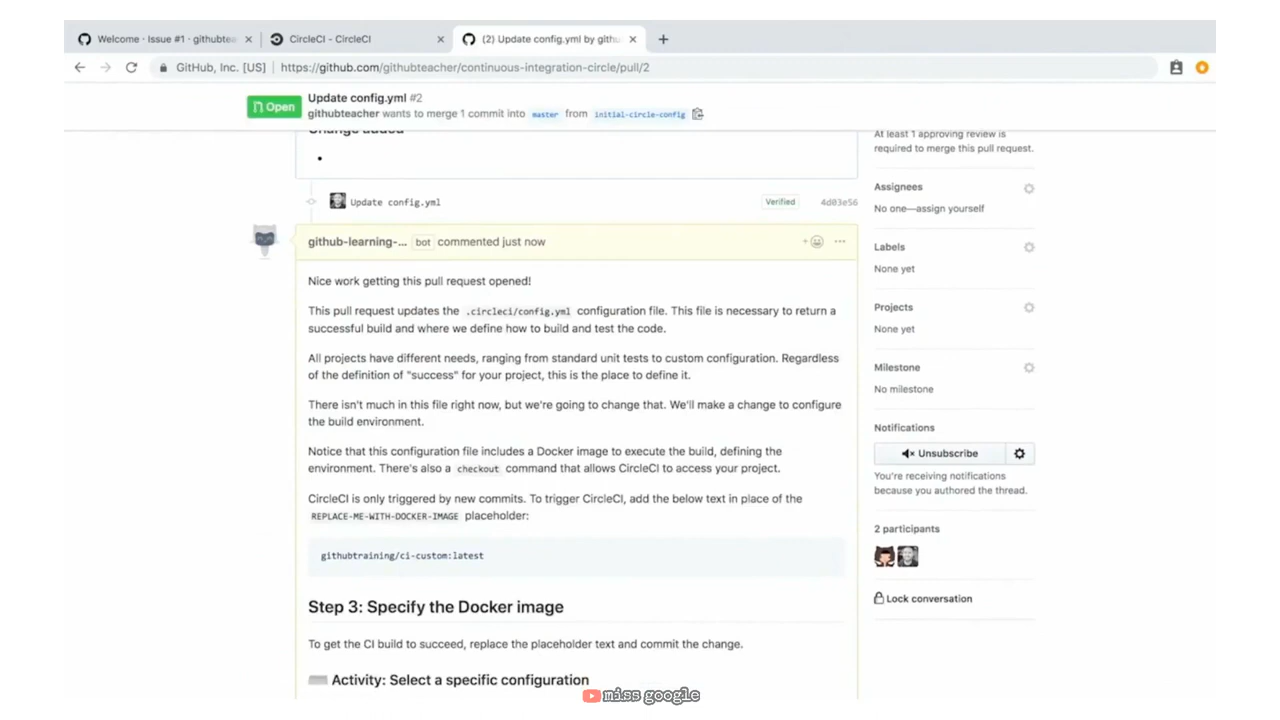 Welcome · Issue #1 · githubtea
CircleCI - CircleCI
(2) Update config.yml by githu
GitHub, Inc. [US] | https://github.com/githubteacher/continuous-integration-circle/pull/2
Open
Update config.yml #2
githubteacher wants to merge 1 commit into master from initial-circle-config
Change added
Update config.yml
Verified
4d03e56
github-learning-... bot commented just now
Nice work getting this pull request opened!
This pull request updates the .circleci/config.yml configuration file. This file is necessary to return a
successful build and where we define how to build and test the code.
All projects have different needs, ranging from standard unit tests to custom configuration. Regardless
of the definition of "success" for your project, this is the place to define it.
There isn't much in this file right now, but we're going to change that. We'll make a change to configure
the build environment.
Notice that this configuration file includes a Docker image to execute the build, defining the
environment. There's also a checkout command that allows CircleCI to access your project.
CircleCI is only triggered by new commits. To trigger CircleCI, add the below text in place of the
REPLACE-ME-WITH-DOCKER-IMAGE placeholder:
githubtraining/ci-custom:latest
Step 3: Specify the Docker image
To get the CI build to succeed, replace the placeholder text and commit the change.
Activity: Select a specific configuration
At least 1 approving review is
required to merge this pull request.
Assignees
No one—assign yourself
Labels
None yet
Projects
None yet
Milestone
No milestone
Notifications
Unsubscribe
You're receiving notifications
because you authored the thread.
2 participants
Lock conversation
miss google